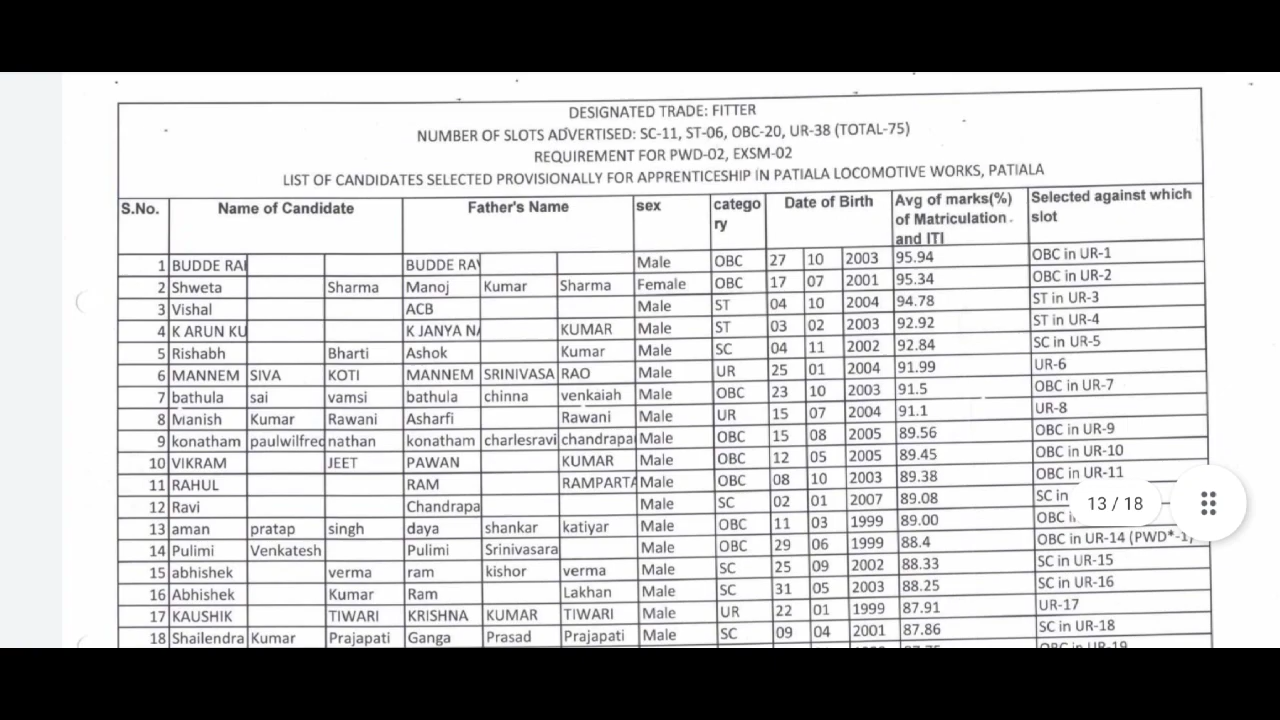 DESIGNATED TRADE: FITTER
NUMBER OF SLOTS ADVERTISED: SC-11, ST-06, OBC-20, UR-38 (TOTAL-75)
REQUIREMENT FOR PWD-02, EXSM-02
LIST OF CANDIDATES SELECTED PROVISIONALLY FOR APPRENTICESHIP IN PATIALA LOCOMOTIVE WORKS, PATIALA
S.No. Name of Candidate Father's Name sex catego ry Date of Birth Avg of marks(%) of Matriculation and ITI Selected against which slot
1 BUDDE RA BUDDE RA Male OBC 27 10 2003 95.94 OBC in UR-1
2 Shweta Sharma Manoj Kumar Sharma Female OBC 17 07 2001 95.34 OBC in UR-2
3 Vishal ACB Male ST 04 10 2004 94.78 ST in UR-3
4 K ARUN KU K JANYA NA KUMAR Male ST 03 02 2003 92.92 ST in UR-4
5 Rishabh Bharti Ashok Kumar Male SC 04 11 2002 92.84 SC in UR-5
6 MANNEM SIVA KOTI MANNEM SRINIVASA RAO Male UR 25 01 2004 91.99 UR-6
7 bathula sai vamsi bathula chinna venkaiah Male OBC 23 10 2003 91.5 OBC in UR-7
8 Manish Kumar Rawani Asharfi Rawani Male UR 15 07 2004 91.1 UR-8
9 konatham paulwilfred nathan konatham charlesravi chandrapa Male OBC 15 08 2005 89.56 OBC in UR-9
10 VIKRAM JEET PAWAN KUMAR Male OBC 12 05 2005 89.45 OBC in UR-10
11 RAHUL RAM RAMPARTA Male OBC 08 10 2003 89.38 OBC in UR-11
12 Ravi Chandrapa Male SC 02 01 2007 89.08 SC in
13 aman pratap singh daya shankar katiyar Male OBC 11 03 1999 89.00 OBC
13 / 18
14 Pulimi Venkatesh Pulimi Srinivasara Male OBC 29 06 1999 88.4 OBC in UR-14 (PWD*-1)
15 abhishek verma ram kishor verma Male SC 25 09 2002 88.33 SC in UR-15
16 Abhishek Kumar Ram Lakhan Male SC 31 05 2003 88.25 SC in UR-16
17 KAUSHIK TIWARI KRISHNA KUMAR TIWARI Male UR 22 01 1999 87.91 UR-17
18 Shailendra Kumar Prajapati Ganga Prasad Prajapati Male SC 09 04 2001 87.86 SC in UR-18